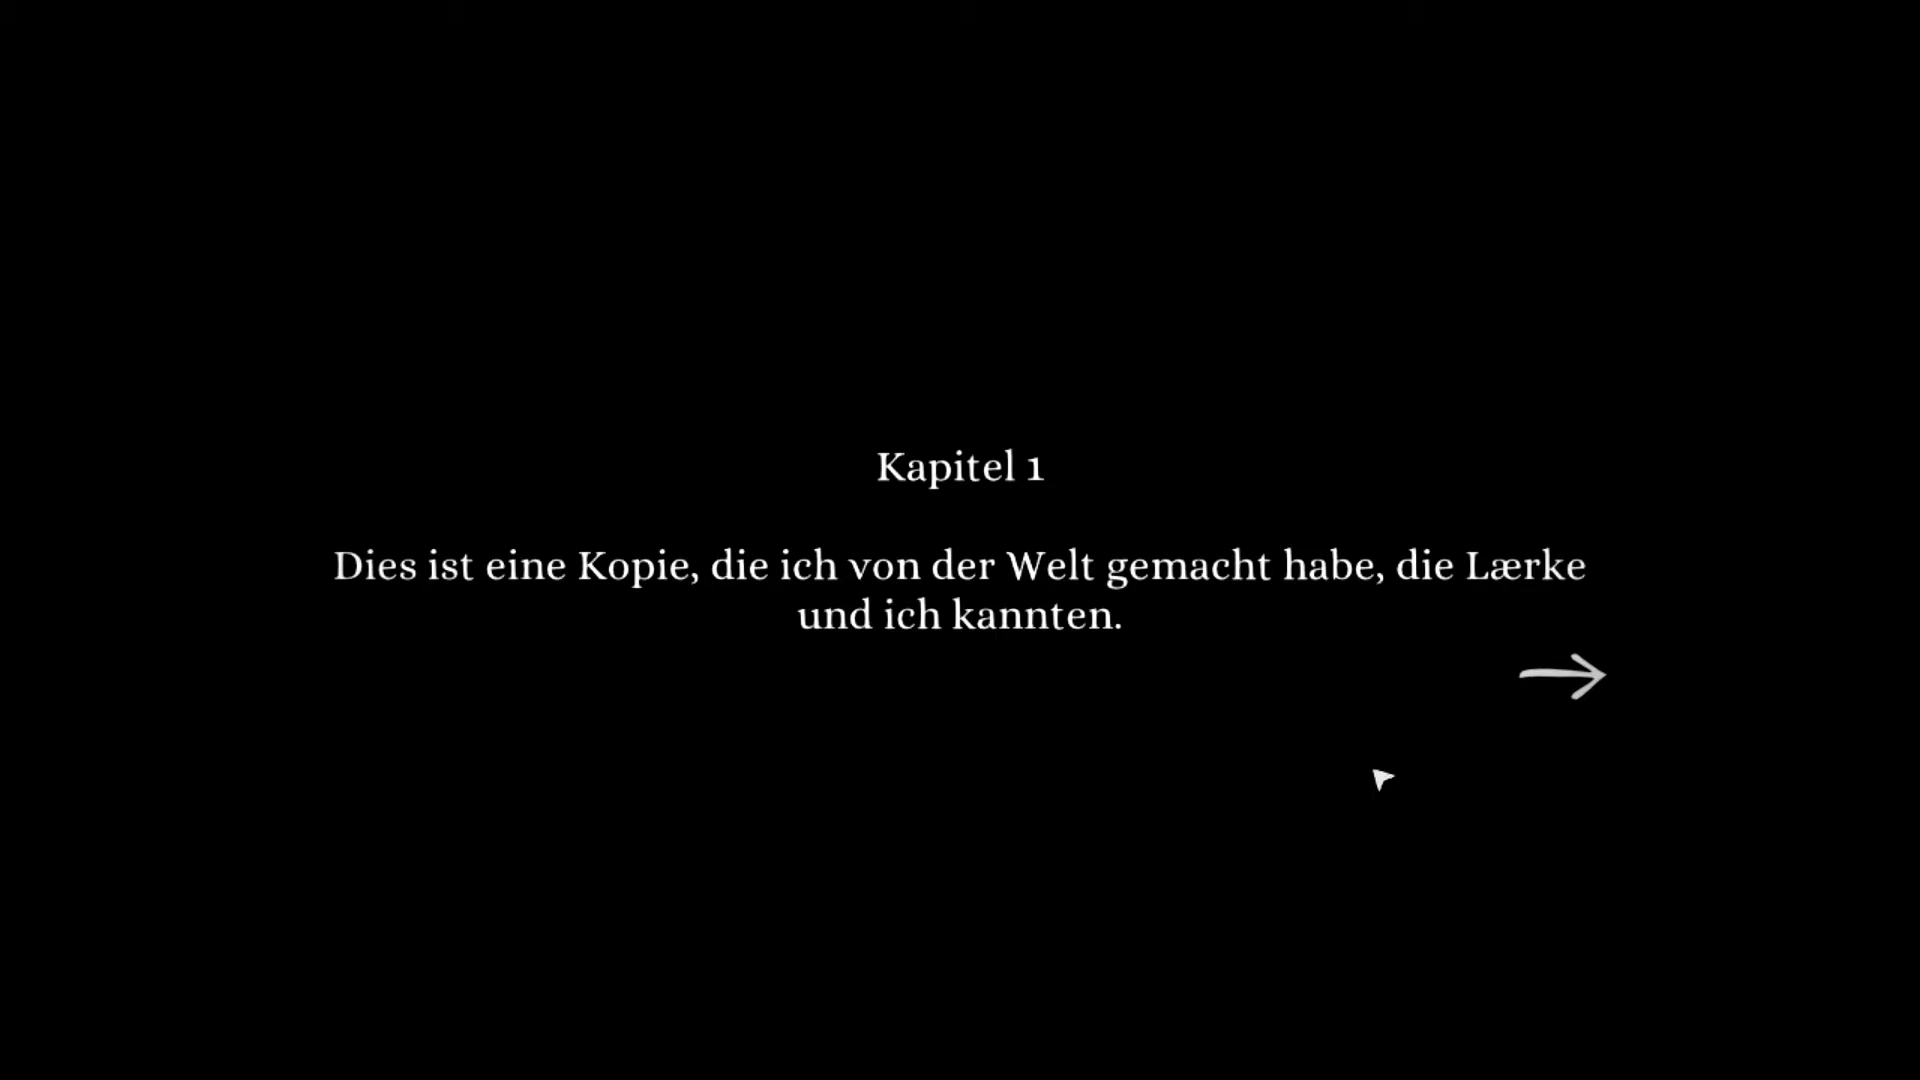 Kapitel 1
Dies ist eine Kopie, die ich von der Welt gemacht habe, die Lærke
und ich kannten.